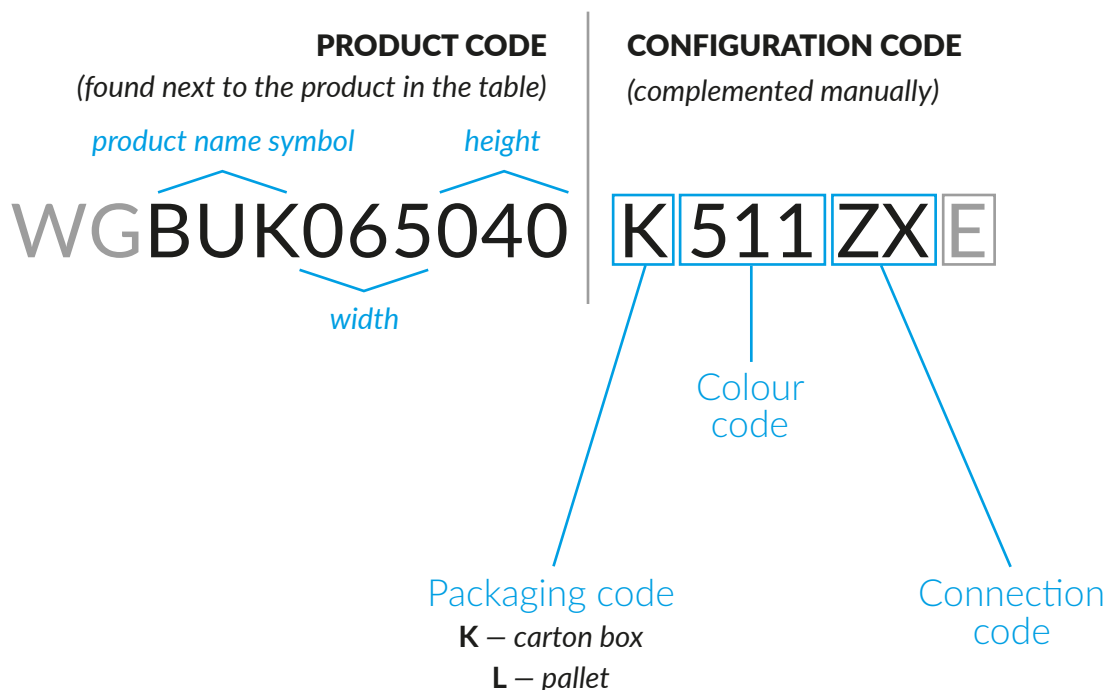 PRODUCT CODE
(found next to the product in the table)
product name symbol
height
WGBUK065040
width
CONFIGURATION CODE
(complemented manually)
K 511 ZX E
Colour
code
Packaging code
K – carton box
L – pallet
Connection
code